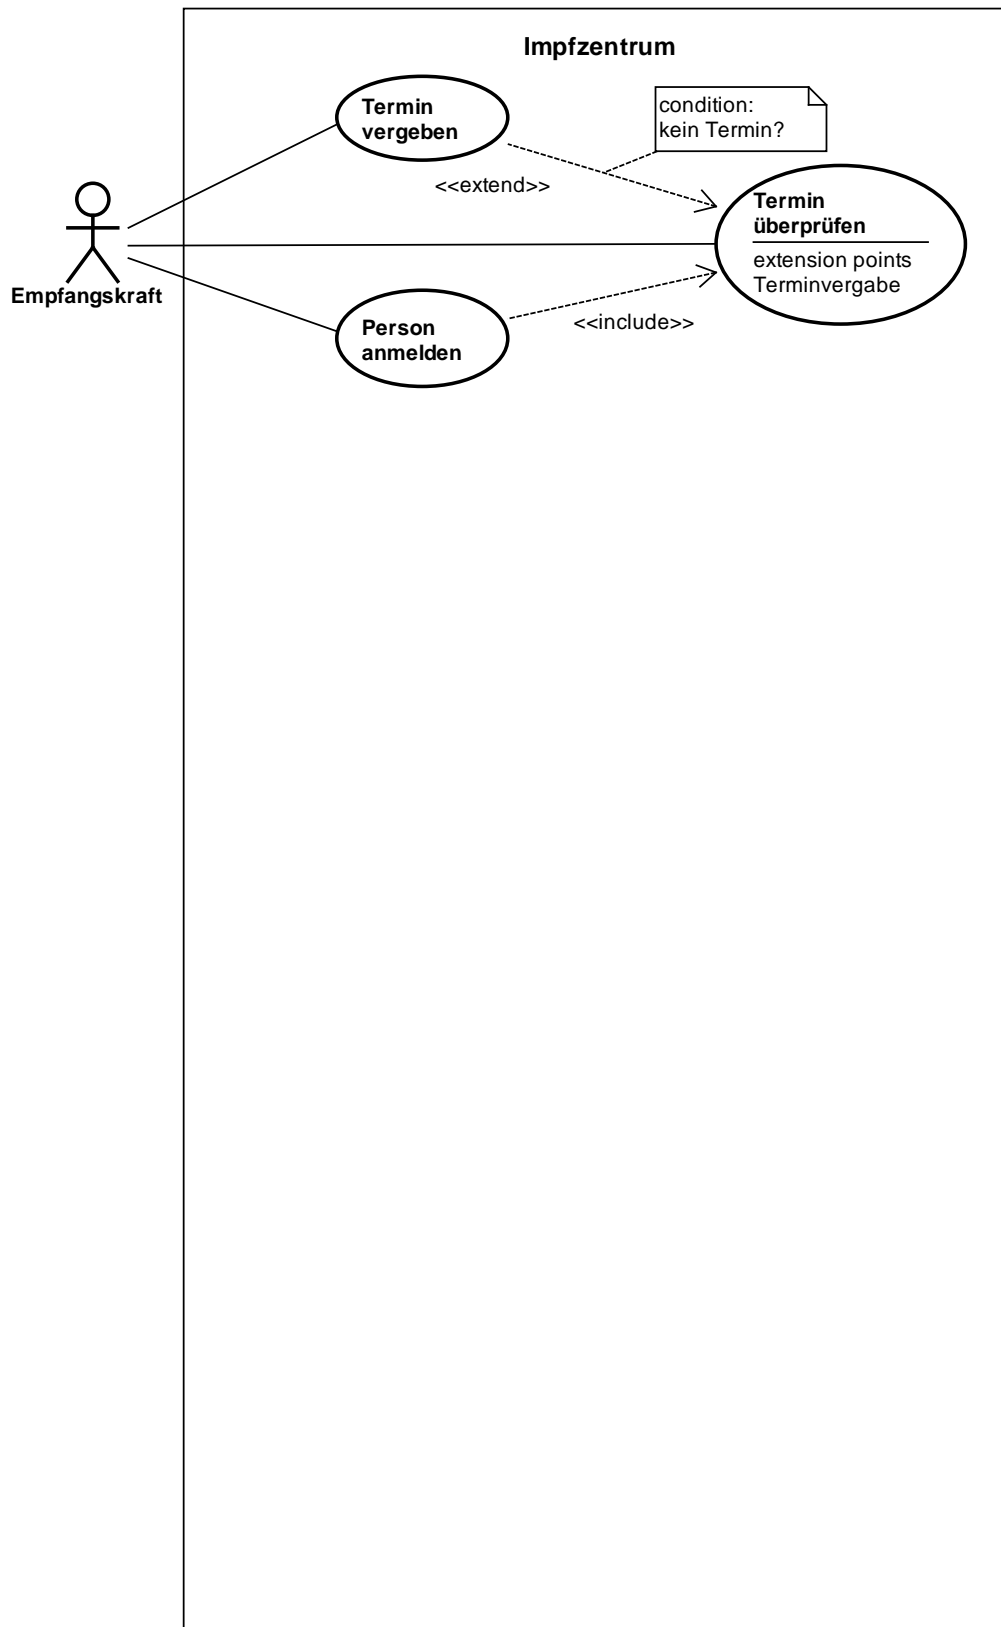 Impfzentrum
Termin
vergeben
condition:
kein Termin?
<<extend>>
Termin
überprüfen
extension points
Terminvergabe
Empfangskraft
Person
anmelden
<<include>>